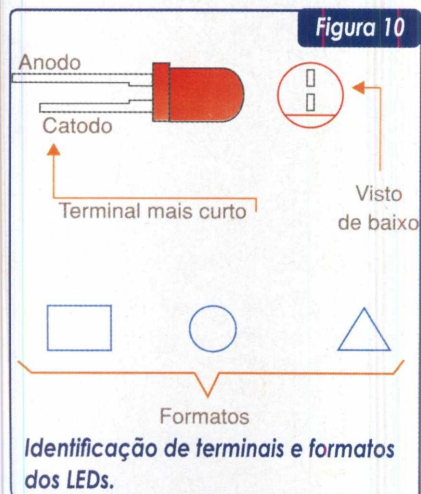 Figura 10
Anodo
Catodo
Terminal mais curto
Visto
de baixo
Formatos
Identificação de terminais e formatos
dos LEDs.